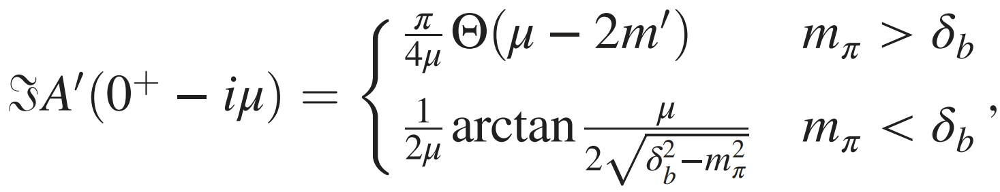 ℑA′(0⁺ − iμ) = { π/4μ Θ(μ − 2m′) m_π > δ_b
1/2μ arctan μ/2√(δ_b² − m_π²) m_π < δ_b ,